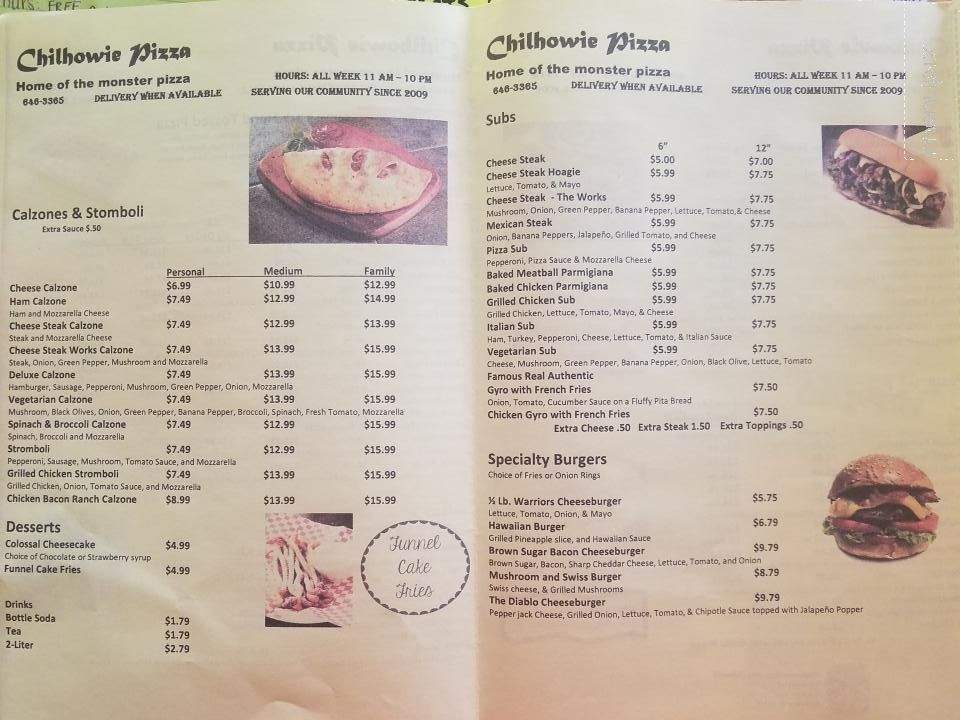 FREE
Chilhowie Pizza
Home of the monster pizza
646-3365 DELIVERY WHEN AVAILABLE
HOURS: ALL WEEK 11 AM – 10 PM
SERVING OUR COMMUNITY SINCE 2009
Calzones & Stomboli
Extra Sauce $.50
Personal Medium Family
Cheese Calzone $6.99 $10.99 $12.99
Ham Calzone $7.49 $12.99 $14.99
Ham and Mozzarella Cheese
Cheese Steak Calzone $7.49 $12.99 $13.99
Steak and Mozzarella Cheese
Cheese Steak Works Calzone $7.49 $13.99 $15.99
Steak, Onion, Green Pepper, Mushroom and Mozzarella
Deluxe Calzone $7.49 $13.99 $15.99
Hamburger, Sausage, Pepperoni, Mushroom, Green Pepper, Onion, Mozzarella
Vegetarian Calzone $7.49 $13.99 $15.99
Mushroom, Black Olives, Onion, Green Pepper, Banana Pepper, Broccoli, Spinach, Fresh Tomato, Mozzarella
Spinach & Broccoli Calzone $7.49 $12.99 $15.99
Spinach, Broccoli and Mozzarella
Stromboli $7.49 $12.99 $15.99
Pepperoni, Sausage, Mushroom, Tomato Sauce, and Mozzarella
Grilled Chicken Stromboli $7.49 $13.99 $15.99
Grilled Chicken, Onion, Tomato Sauce, and Mozzarella
Chicken Bacon Ranch Calzone $8.99 $13.99 $15.99
Desserts
Colossal Cheesecake $4.99
Choice of Chocolate or Strawberry syrup
Funnel Cake Fries $4.99
Funnel
Cake
Fries
Drinks
Bottle Soda $1.79
Tea $1.79
2-Liter $2.79
Chilhowie Pizza
Home of the monster pizza
646-3365 DELIVERY WHEN AVAILABLE
HOURS: ALL WEEK 11 AM – 10 PM
SERVING OUR COMMUNITY SINCE 2009
Subs
6" 12"
Cheese Steak $5.00 $7.00
Cheese Steak Hoagie $5.99 $7.75
Lettuce, Tomato, & Mayo
Cheese Steak - The Works $5.99 $7.75
Mushroom, Onion, Green Pepper, Banana Pepper, Lettuce, Tomato,& Cheese
Mexican Steak $5.99 $7.75
Onion, Banana Peppers, Jalapeño, Grilled Tomato, and Cheese
Pizza Sub $5.99 $7.75
Pepperoni, Pizza Sauce & Mozzarella Cheese
Baked Meatball Parmigiana $5.99 $7.75
Baked Chicken Parmigiana $5.99 $7.75
Grilled Chicken Sub $5.99 $7.75
Grilled Chicken, Lettuce, Tomato, Mayo, & Cheese
Italian Sub $5.99 $7.75
Ham, Turkey, Pepperoni, Cheese, Lettuce, Tomato, & Italian Sauce
Vegetarian Sub $5.99 $7.75
Cheese, Mushroom, Green Pepper, Banana Pepper, Onion, Black Olive, Lettuce, Tomato
Famous Real Authentic
Gyro with French Fries $7.50
Onion, Tomato, Cucumber Sauce on a Fluffy Pita Bread
Chicken Gyro with French Fries $7.50
Extra Cheese .50 Extra Steak 1.50 Extra Toppings .50
Specialty Burgers
Choice of Fries or Onion Rings
½ Lb. Warriors Cheeseburger $5.75
Lettuce, Tomato, Onion, & Mayo
Hawaiian Burger $6.79
Grilled Pineapple slice, and Hawaiian Sauce
Brown Sugar Bacon Cheeseburger $9.79
Brown Sugar, Bacon, Sharp Cheddar Cheese, Lettuce, Tomato, and Onion
Mushroom and Swiss Burger $8.79
Swiss cheese, & Grilled Mushrooms
The Diablo Cheeseburger $9.79
Pepper jack Cheese, Grilled Onion, Lettuce, Tomato, & Chipotle Sauce topped with Jalapeño Popper